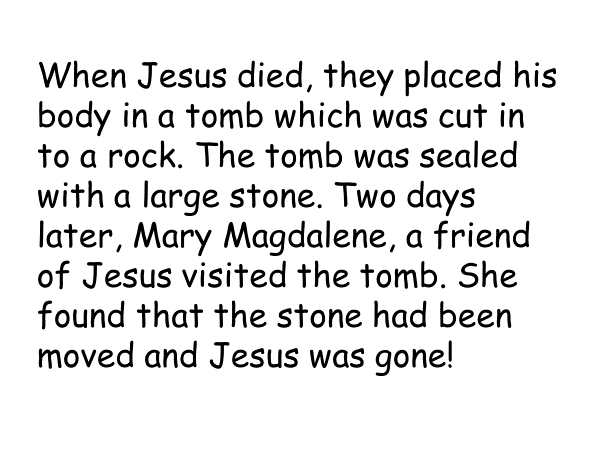 When Jesus died, they placed his
body in a tomb which was cut in
to a rock. The tomb was sealed
with a large stone. Two days
later, Mary Magdalene, a friend
of Jesus visited the tomb. She
found that the stone had been
moved and Jesus was gone!